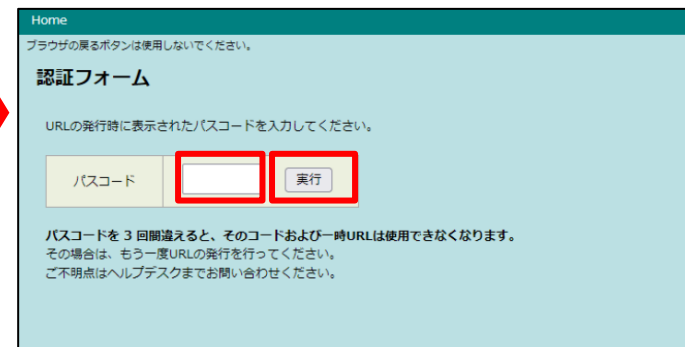 Home
ブラウザの戻るボタンは使用しないでください。
認証フォーム
URLの発行時に表示されたパスコードを入力してください。
パスコード 実行
パスコードを 3 回間違えると、そのコードおよび一時URLは使用できなくなります。
その場合は、もう一度URLの発行を行ってください。
ご不明点はヘルプデスクまでお問い合わせください。